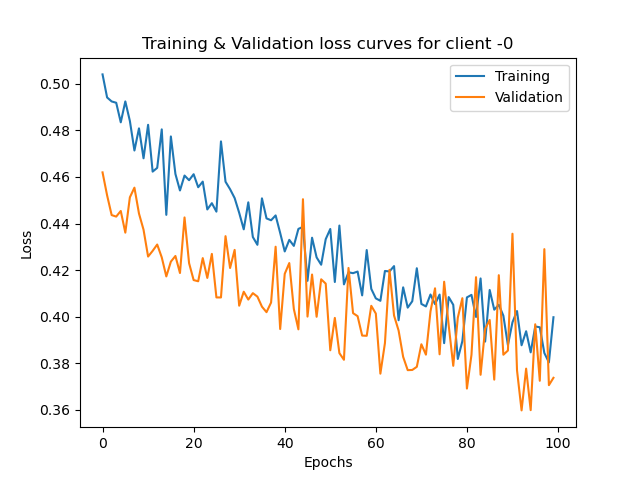 Training & Validation loss curves for client -0
Training
Validation
0.50
0.48
0.46
0.44
0.42
0.40
0.38
0.36
Loss
0
20
40
60
80
100
Epochs